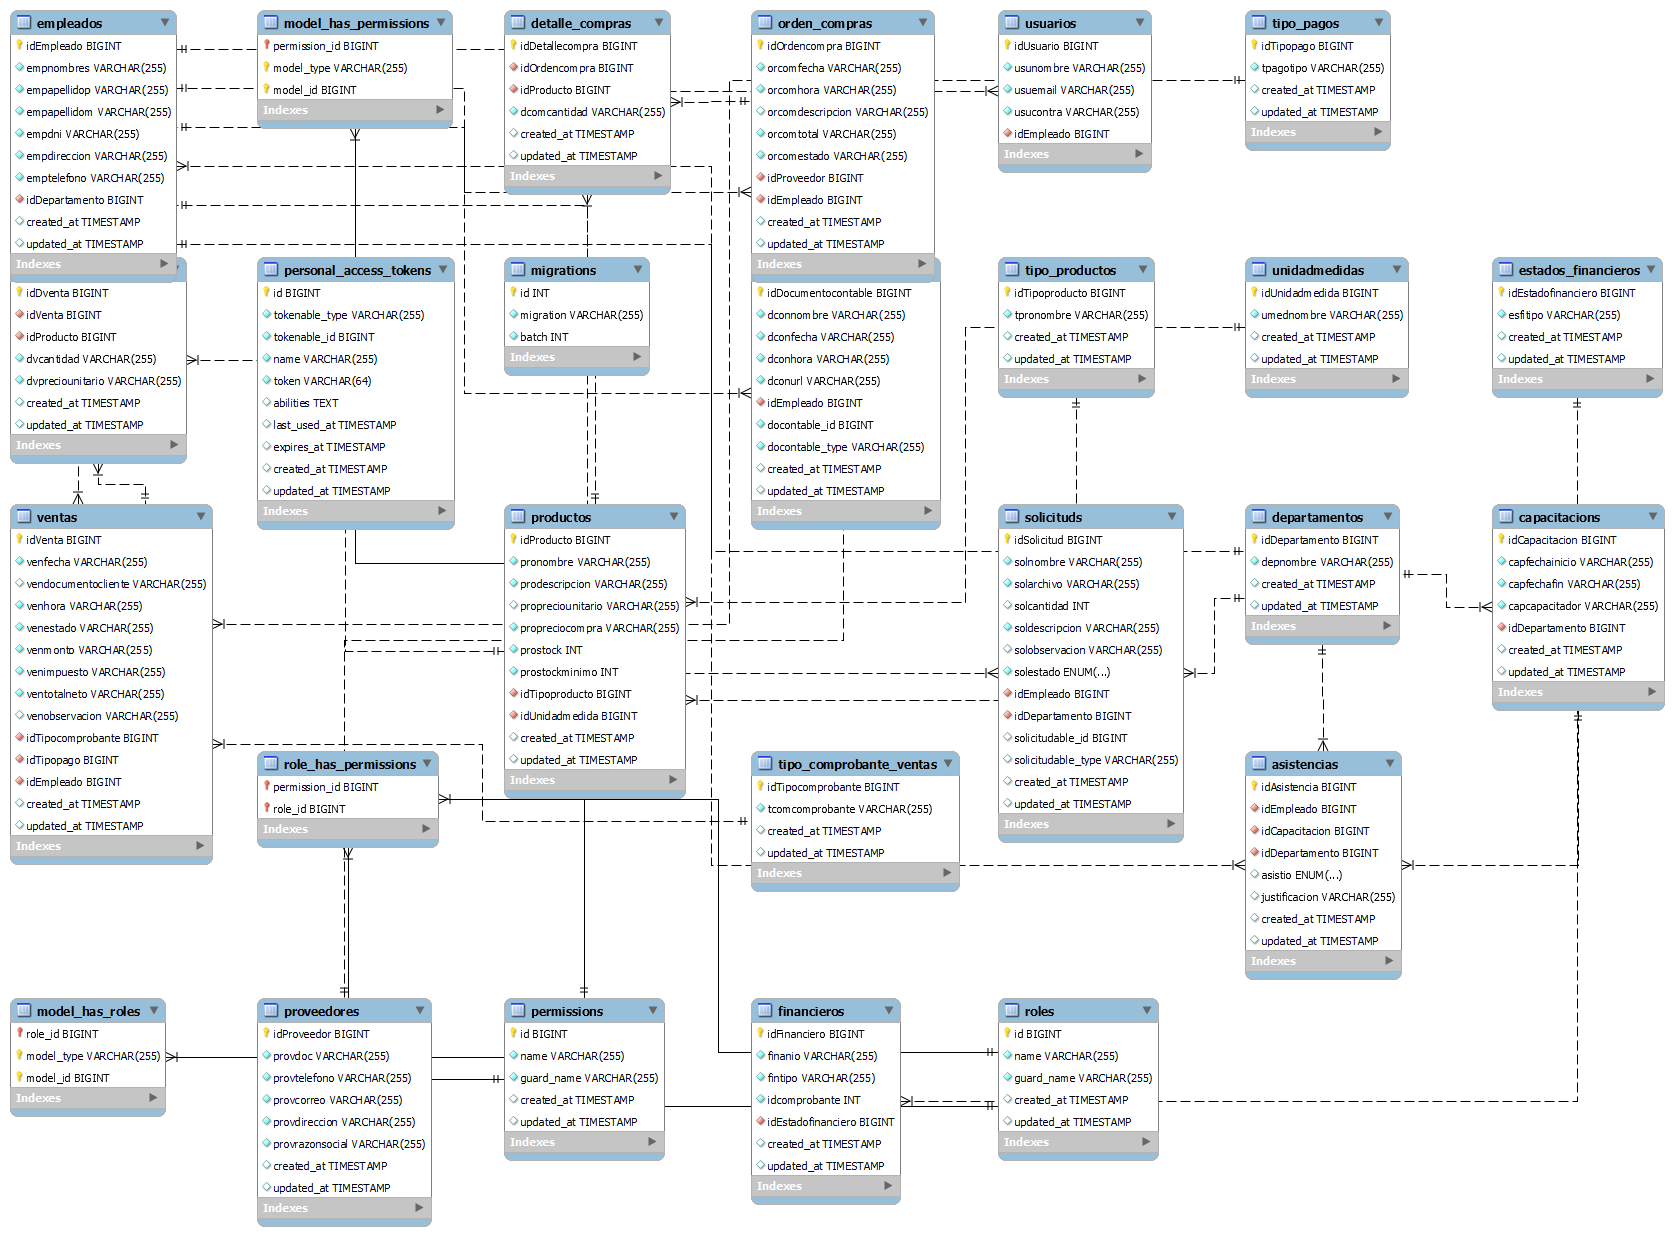 empleados
idEmpleado BIGINT
empnombres VARCHAR(255)
empapellidop VARCHAR(255)
empapellidom VARCHAR(255)
empdni VARCHAR(255)
empdireccion VARCHAR(255)
emptelefono VARCHAR(255)
idDepartamento BIGINT
created_at TIMESTAMP
updated_at TIMESTAMP
Indexes
model_has_permissions
permission_id BIGINT
model_type VARCHAR(255)
model_id BIGINT
Indexes
detalle_compras
idDetallecompra BIGINT
idOrdencompra BIGINT
idProducto BIGINT
dcomcantidad VARCHAR(255)
created_at TIMESTAMP
updated_at TIMESTAMP
Indexes
orden_compras
idOrdencompra BIGINT
orcomfecha VARCHAR(255)
orcomhora VARCHAR(255)
orcomdescripcion VARCHAR(255)
orcomtotal VARCHAR(255)
orcomestado VARCHAR(255)
idProveedor BIGINT
idEmpleado BIGINT
created_at TIMESTAMP
updated_at TIMESTAMP
Indexes
usuarios
idUsuario BIGINT
usunombre VARCHAR(255)
usuemail VARCHAR(255)
usucontra VARCHAR(255)
idEmpleado BIGINT
Indexes
tipo_pagos
idTipopago BIGINT
tpagotipo VARCHAR(255)
created_at TIMESTAMP
updated_at TIMESTAMP
Indexes
idDventa BIGINT
idVenta BIGINT
idProducto BIGINT
dvcantidad VARCHAR(255)
dvpreciounitario VARCHAR(255)
created_at TIMESTAMP
updated_at TIMESTAMP
Indexes
personal_access_tokens
id BIGINT
tokenable_type VARCHAR(255)
tokenable_id BIGINT
name VARCHAR(255)
token VARCHAR(64)
abilities TEXT
last_used_at TIMESTAMP
expires_at TIMESTAMP
created_at TIMESTAMP
updated_at TIMESTAMP
Indexes
migrations
id INT
migration VARCHAR(255)
batch INT
Indexes
idDocumentocontable BIGINT
dconnombre VARCHAR(255)
dconfecha VARCHAR(255)
dconhora VARCHAR(255)
dconurl VARCHAR(255)
idEmpleado BIGINT
docontable_id BIGINT
docontable_type VARCHAR(255)
created_at TIMESTAMP
updated_at TIMESTAMP
Indexes
tipo_productos
idTipoproducto BIGINT
tpronombre VARCHAR(255)
created_at TIMESTAMP
updated_at TIMESTAMP
Indexes
unidadmedidas
idUnidadmedida BIGINT
umednombre VARCHAR(255)
created_at TIMESTAMP
updated_at TIMESTAMP
Indexes
estados_financieros
idEstadofinanciero BIGINT
esfitipo VARCHAR(255)
created_at TIMESTAMP
updated_at TIMESTAMP
Indexes
ventas
idVenta BIGINT
venfecha VARCHAR(255)
vendocumentocliente VARCHAR(255)
venhora VARCHAR(255)
venestado VARCHAR(255)
venmonto VARCHAR(255)
venimpuesto VARCHAR(255)
ventotalneto VARCHAR(255)
venobservacion VARCHAR(255)
idTipocomprobante BIGINT
idTipopago BIGINT
idEmpleado BIGINT
created_at TIMESTAMP
updated_at TIMESTAMP
Indexes
productos
idProducto BIGINT
pronombre VARCHAR(255)
prodescripcion VARCHAR(255)
propreciounitario VARCHAR(255)
propreciocompra VARCHAR(255)
prostock INT
prostockminimo INT
idTipoproducto BIGINT
idUnidadmedida BIGINT
created_at TIMESTAMP
updated_at TIMESTAMP
Indexes
solicituds
idSolicitud BIGINT
solnombre VARCHAR(255)
solarchivo VARCHAR(255)
solcantidad INT
soldescripcion VARCHAR(255)
solobservacion VARCHAR(255)
solestado ENUM(...)
idEmpleado BIGINT
idDepartamento BIGINT
solicitudable_id BIGINT
solicitudable_type VARCHAR(255)
created_at TIMESTAMP
updated_at TIMESTAMP
Indexes
departamentos
idDepartamento BIGINT
depnombre VARCHAR(255)
created_at TIMESTAMP
updated_at TIMESTAMP
Indexes
capacitacions
idCapacitacion BIGINT
capfechainicio VARCHAR(255)
capfechafin VARCHAR(255)
capcapacitador VARCHAR(255)
idDepartamento BIGINT
created_at TIMESTAMP
updated_at TIMESTAMP
Indexes
role_has_permissions
permission_id BIGINT
role_id BIGINT
Indexes
tipo_comprobante_ventas
idTipocomprobante BIGINT
tcomcomprobante VARCHAR(255)
created_at TIMESTAMP
updated_at TIMESTAMP
Indexes
asistencias
idAsistencia BIGINT
idEmpleado BIGINT
idCapacitacion BIGINT
idDepartamento BIGINT
asistio ENUM(...)
justificacion VARCHAR(255)
created_at TIMESTAMP
updated_at TIMESTAMP
Indexes
model_has_roles
role_id BIGINT
model_type VARCHAR(255)
model_id BIGINT
Indexes
proveedores
idProveedor BIGINT
provdoc VARCHAR(255)
provtelefono VARCHAR(255)
provcorreo VARCHAR(255)
provdireccion VARCHAR(255)
provrazonsocial VARCHAR(255)
created_at TIMESTAMP
updated_at TIMESTAMP
Indexes
permissions
id BIGINT
name VARCHAR(255)
guard_name VARCHAR(255)
created_at TIMESTAMP
updated_at TIMESTAMP
Indexes
financieros
idFinanciero BIGINT
finanio VARCHAR(255)
fintipo VARCHAR(255)
idcomprobante INT
idEstadofinanciero BIGINT
created_at TIMESTAMP
updated_at TIMESTAMP
Indexes
roles
id BIGINT
name VARCHAR(255)
guard_name VARCHAR(255)
created_at TIMESTAMP
updated_at TIMESTAMP
Indexes